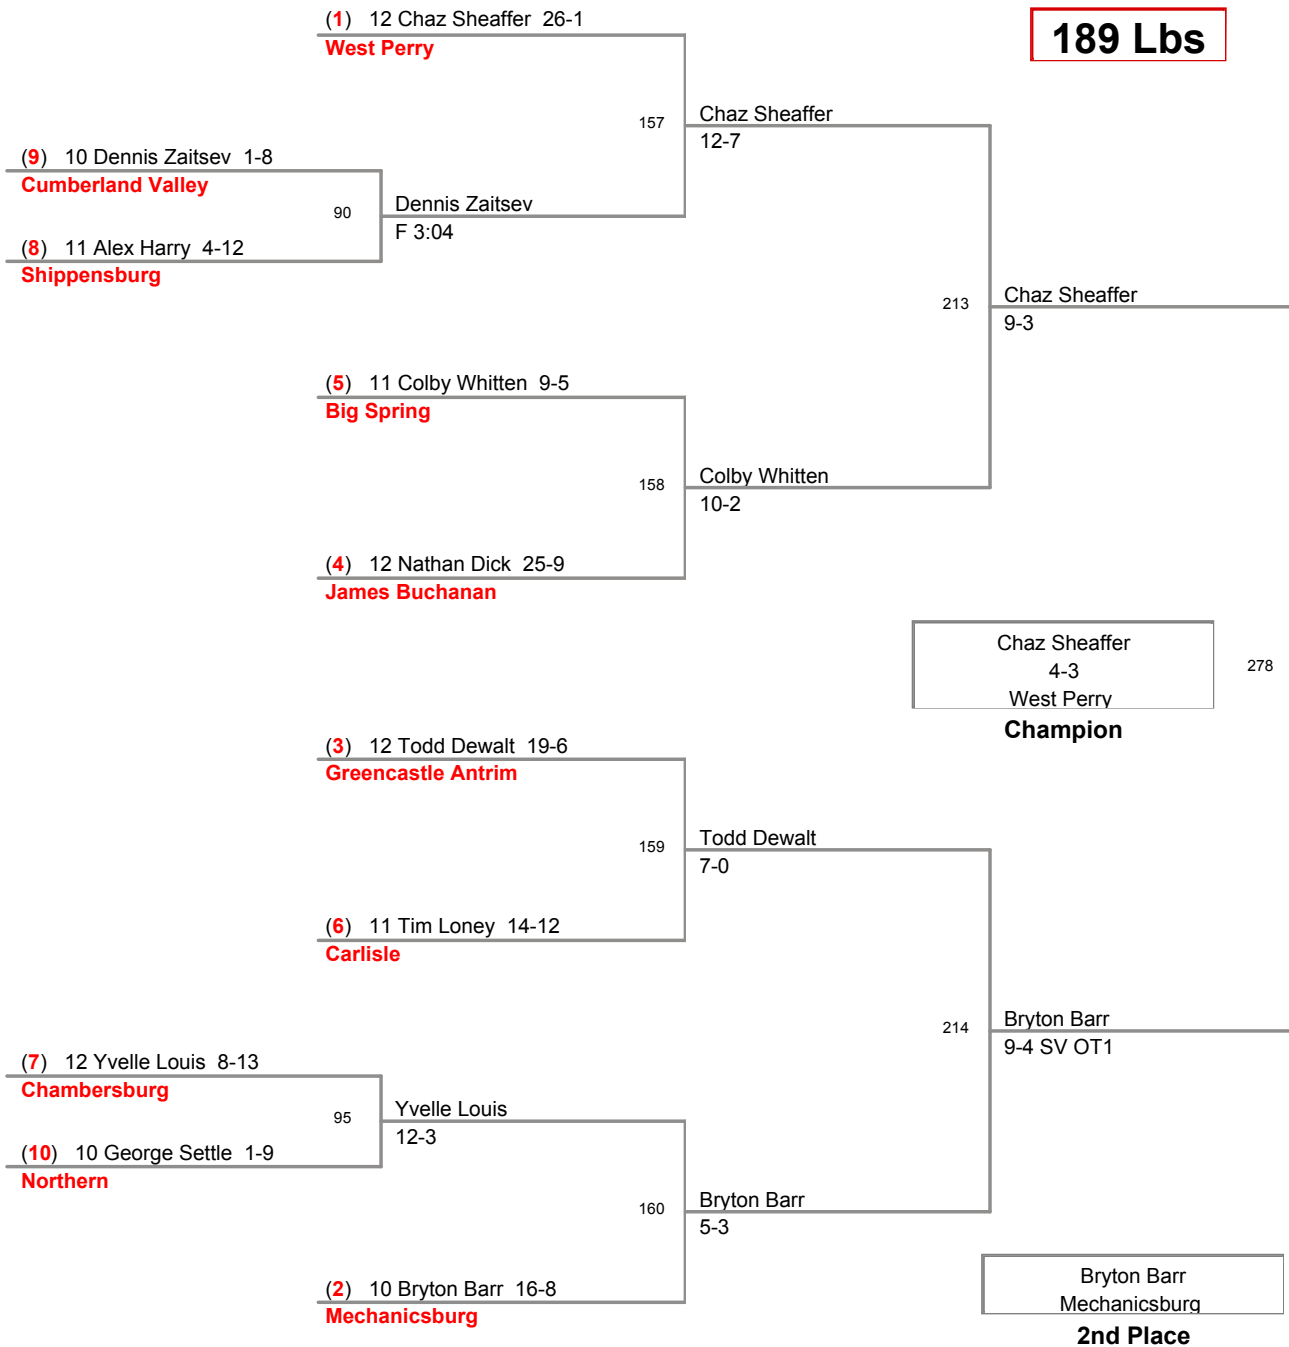 (1) 12 Chaz Sheaffer 26-1
West Perry
189 Lbs
157
Chaz Sheaffer
12-7
(9) 10 Dennis Zaitsev 1-8
Cumberland Valley
90
Dennis Zaitsev
F 3:04
(8) 11 Alex Harry 4-12
Shippensburg
213
Chaz Sheaffer
9-3
(5) 11 Colby Whitten 9-5
Big Spring
158
Colby Whitten
10-2
(4) 12 Nathan Dick 25-9
James Buchanan
Chaz Sheaffer
4-3
West Perry
278
Champion
(3) 12 Todd Dewalt 19-6
Greencastle Antrim
159
Todd Dewalt
7-0
(6) 11 Tim Loney 14-12
Carlisle
214
Bryton Barr
9-4 SV OT1
(7) 12 Yvelle Louis 8-13
Chambersburg
95
Yvelle Louis
12-3
(10) 10 George Settle 1-9
Northern
160
Bryton Barr
5-3
(2) 10 Bryton Barr 16-8
Mechanicsburg
Bryton Barr
Mechanicsburg
2nd Place